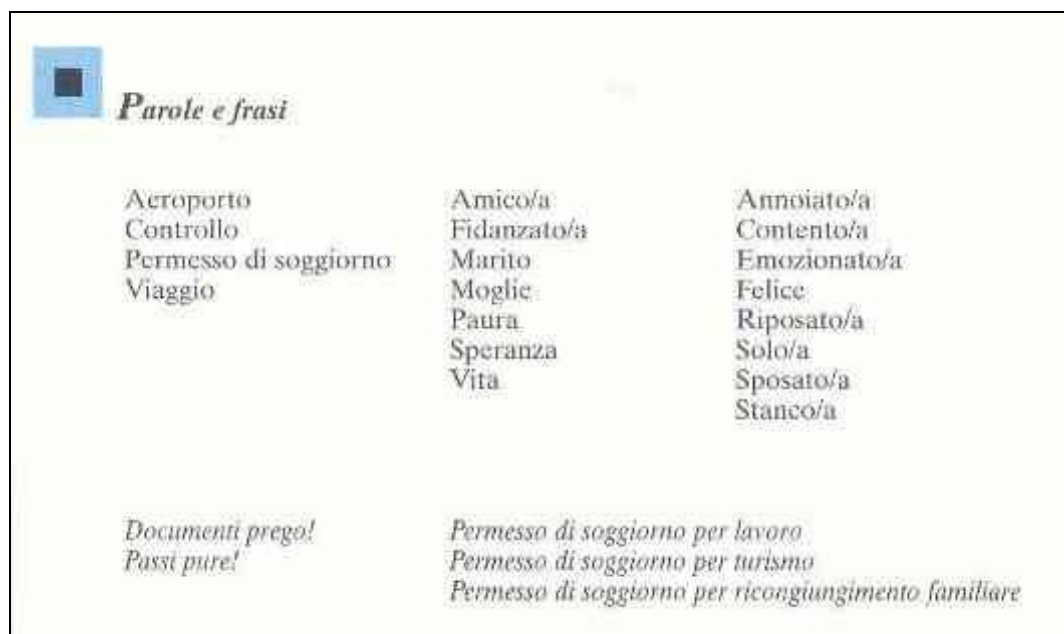 Parole e frasi
Aeroporto
Controllo
Permesso di soggiorno
Viaggio
Amico/a
Fidanzato/a
Marito
Moglie
Paura
Speranza
Vita
Annoiato/a
Contento/a
Emozionato/a
Felice
Riposato/a
Solo/a
Sposato/a
Stanco/a
Documenti prego!
Passi pure!
Permesso di soggiorno per lavoro
Permesso di soggiorno per turismo
Permesso di soggiorno per ricongiungimento familiare